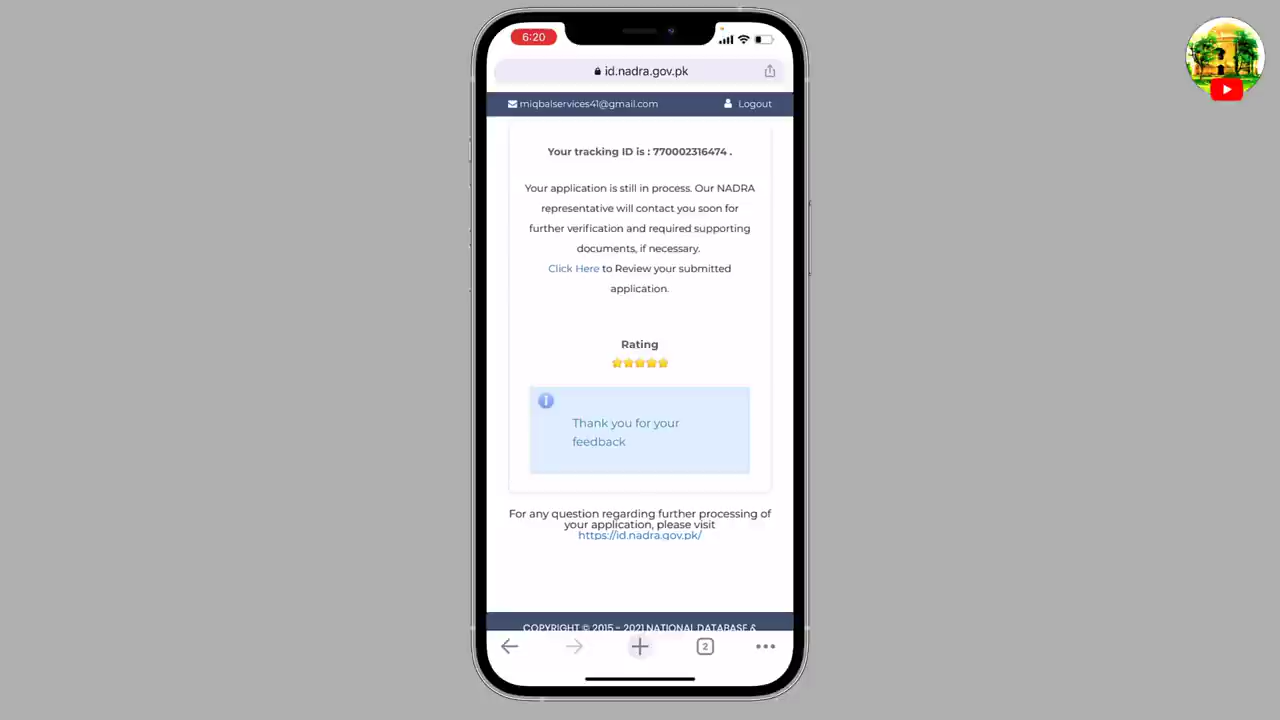 6:20
id.nadra.gov.pk
miqbalservices41@gmail.com
Logout
Your tracking ID is : 770002316474 .
Your application is still in process. Our NADRA
representative will contact you soon for
further verification and required supporting
documents, if necessary.
Click Here to Review your submitted
application.
Rating
Thank you for your
feedback
For any question regarding further processing of
your application, please visit
https://id.nadra.gov.pk/
COPYRIGHT © 2015 - 2021 NATIONAL DATABASE &
2